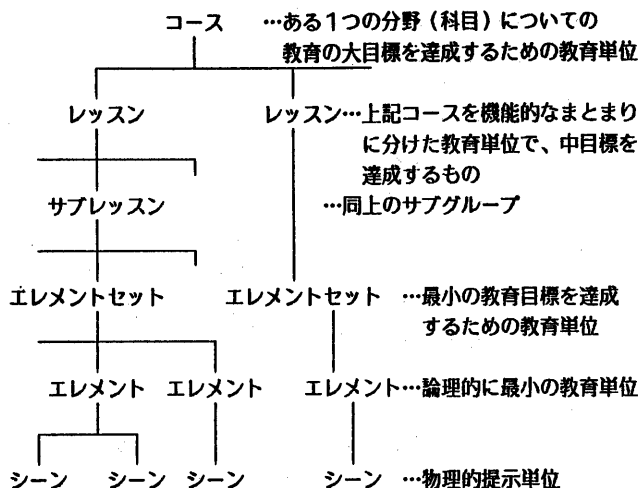 コース …ある1つの分野（科目）についての
教育の大目標を達成するための教育単位
レッスン レッスン…上記コースを機能的なまとまり
に分けた教育単位で、中目標を
達成するもの
サブレッスン …同上のサブグループ
エレメントセット エレメントセット …最小の教育目標を達成
するための教育単位
エレメント エレメント エレメント…論理的に最小の教育単位
シーン シーン シーン シーン …物理的提示単位